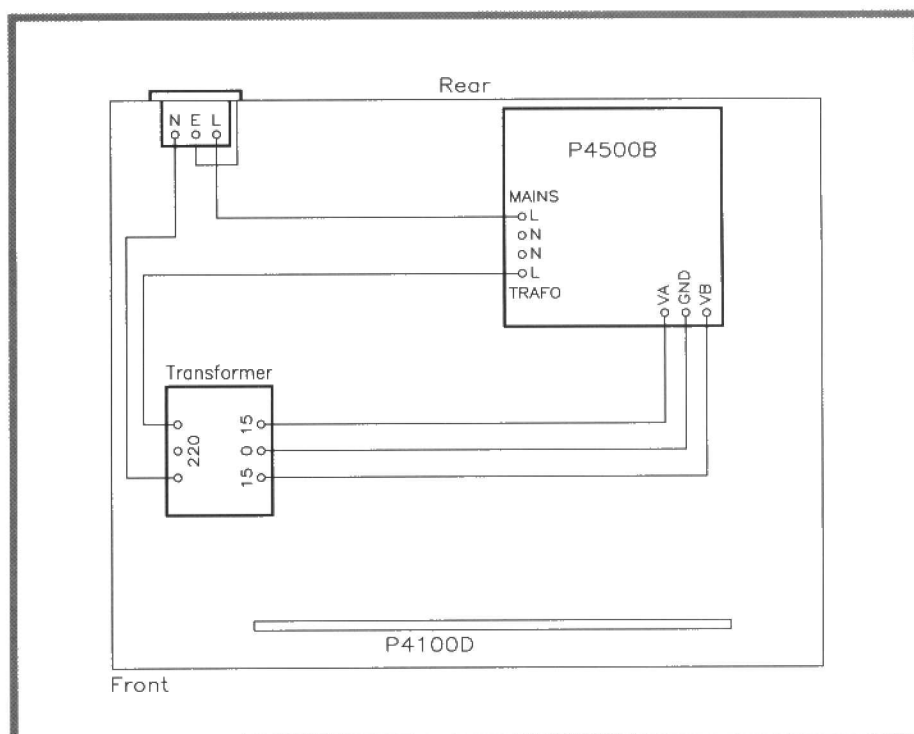 Rear
N E L
P4500B
MAINS
L
N
N
L
TRAFO
VA
GND
VB
Transformer
220
15
0
15
P4100D
Front